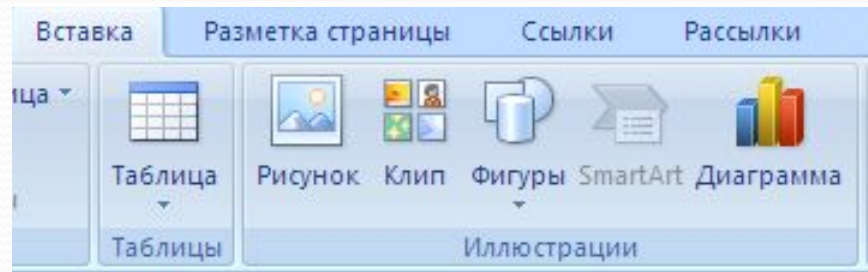 Вставка Разметка страницы Ссылки Рассылки
Таблица Рисунок Клип Фигуры SmartArt Диаграмма
Таблицы Иллюстрации